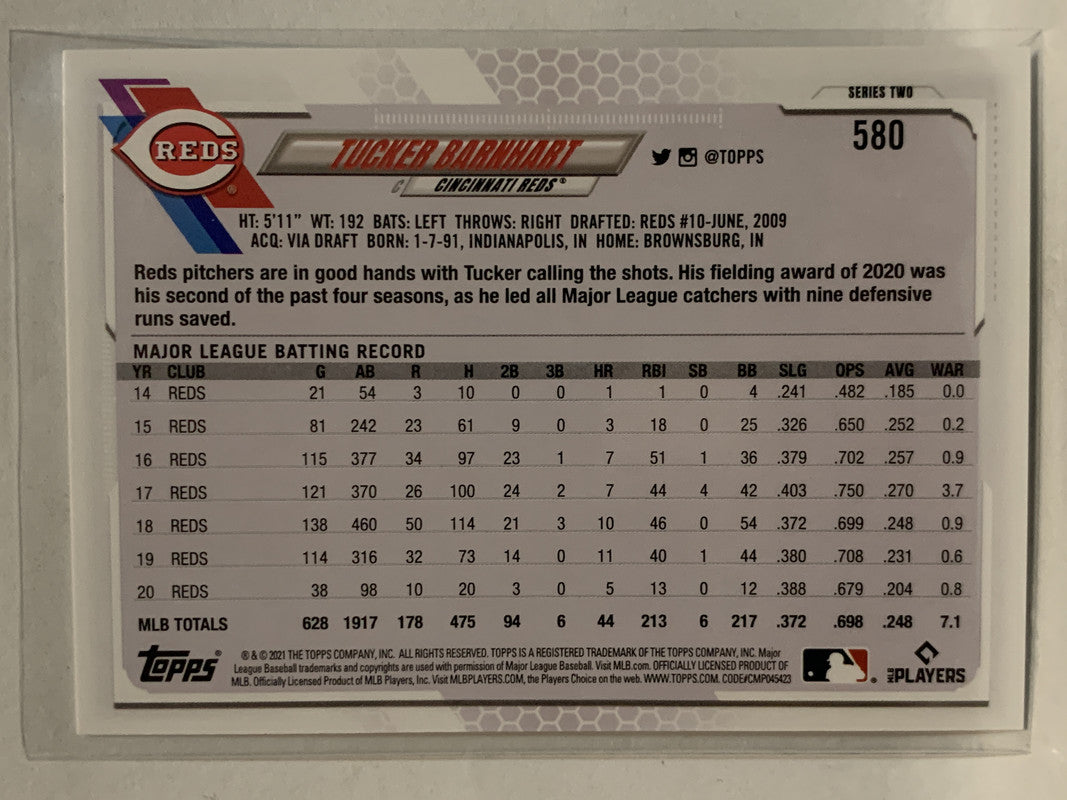 SERIES TWO
580
REDS
®
TUCKER BARNHART
@TOPPS
C CINCINNATI REDS®
HT: 5'11" WT: 192 BATS: LEFT THROWS: RIGHT DRAFTED: REDS #10-JUNE, 2009
ACQ: VIA DRAFT BORN: 1-7-91, INDIANAPOLIS, IN HOME: BROWNSBURG, IN
Reds pitchers are in good hands with Tucker calling the shots. His fielding award of 2020 was
his second of the past four seasons, as he led all Major League catchers with nine defensive
runs saved.
MAJOR LEAGUE BATTING RECORD
YR CLUB G AB R H 2B 3B HR RBI SB BB SLG OPS AVG WAR
14 REDS 21 54 3 10 0 0 1 1 0 4 .241 .482 .185 0.0
15 REDS 81 242 23 61 9 0 3 18 0 25 .326 .650 .252 0.2
16 REDS 115 377 34 97 23 1 7 51 1 36 .379 .702 .257 0.9
17 REDS 121 370 26 100 24 2 7 44 4 42 .403 .750 .270 3.7
18 REDS 138 460 50 114 21 3 10 46 0 54 .372 .699 .248 0.9
19 REDS 114 316 32 73 14 0 11 40 1 44 .380 .708 .231 0.6
20 REDS 38 98 10 20 3 0 5 13 0 12 .388 .679 .204 0.8
MLB TOTALS 628 1917 178 475 94 6 44 213 6 217 .372 .698 .248 7.1
topps®
® & © 2021 THE TOPPS COMPANY, INC. ALL RIGHTS RESERVED. TOPPS IS A REGISTERED TRADEMARK OF THE TOPPS COMPANY, INC. Major
League Baseball trademarks and copyrights are used with permission of Major League Baseball. Visit MLB.com. OFFICIALLY LICENSED PRODUCT OF
MLB. Officially Licensed Product of MLB Players, Inc. Visit MLBPLAYERS.COM, the Players Choice on the web. WWW.TOPPS.COM. CODE#CMP045423
®
MLB PLAYERS